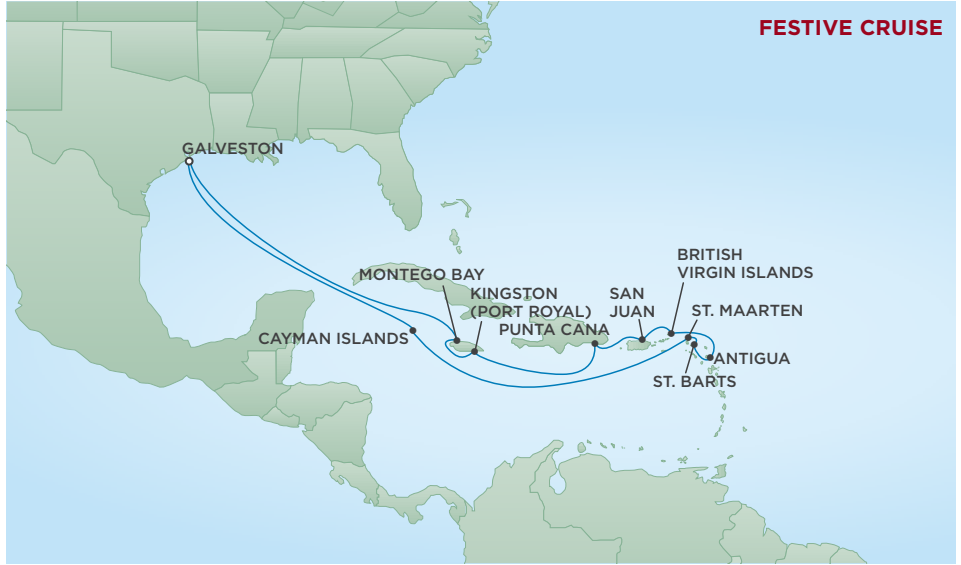 FESTIVE CRUISE
GALVESTON
BRITISH
VIRGIN ISLANDS
MONTEGO BAY
KINGSTON
(PORT ROYAL)
PUNTA CANA
SAN
JUAN
ST. MAARTEN
CAYMAN ISLANDS
ANTIGUA
ST. BARTS